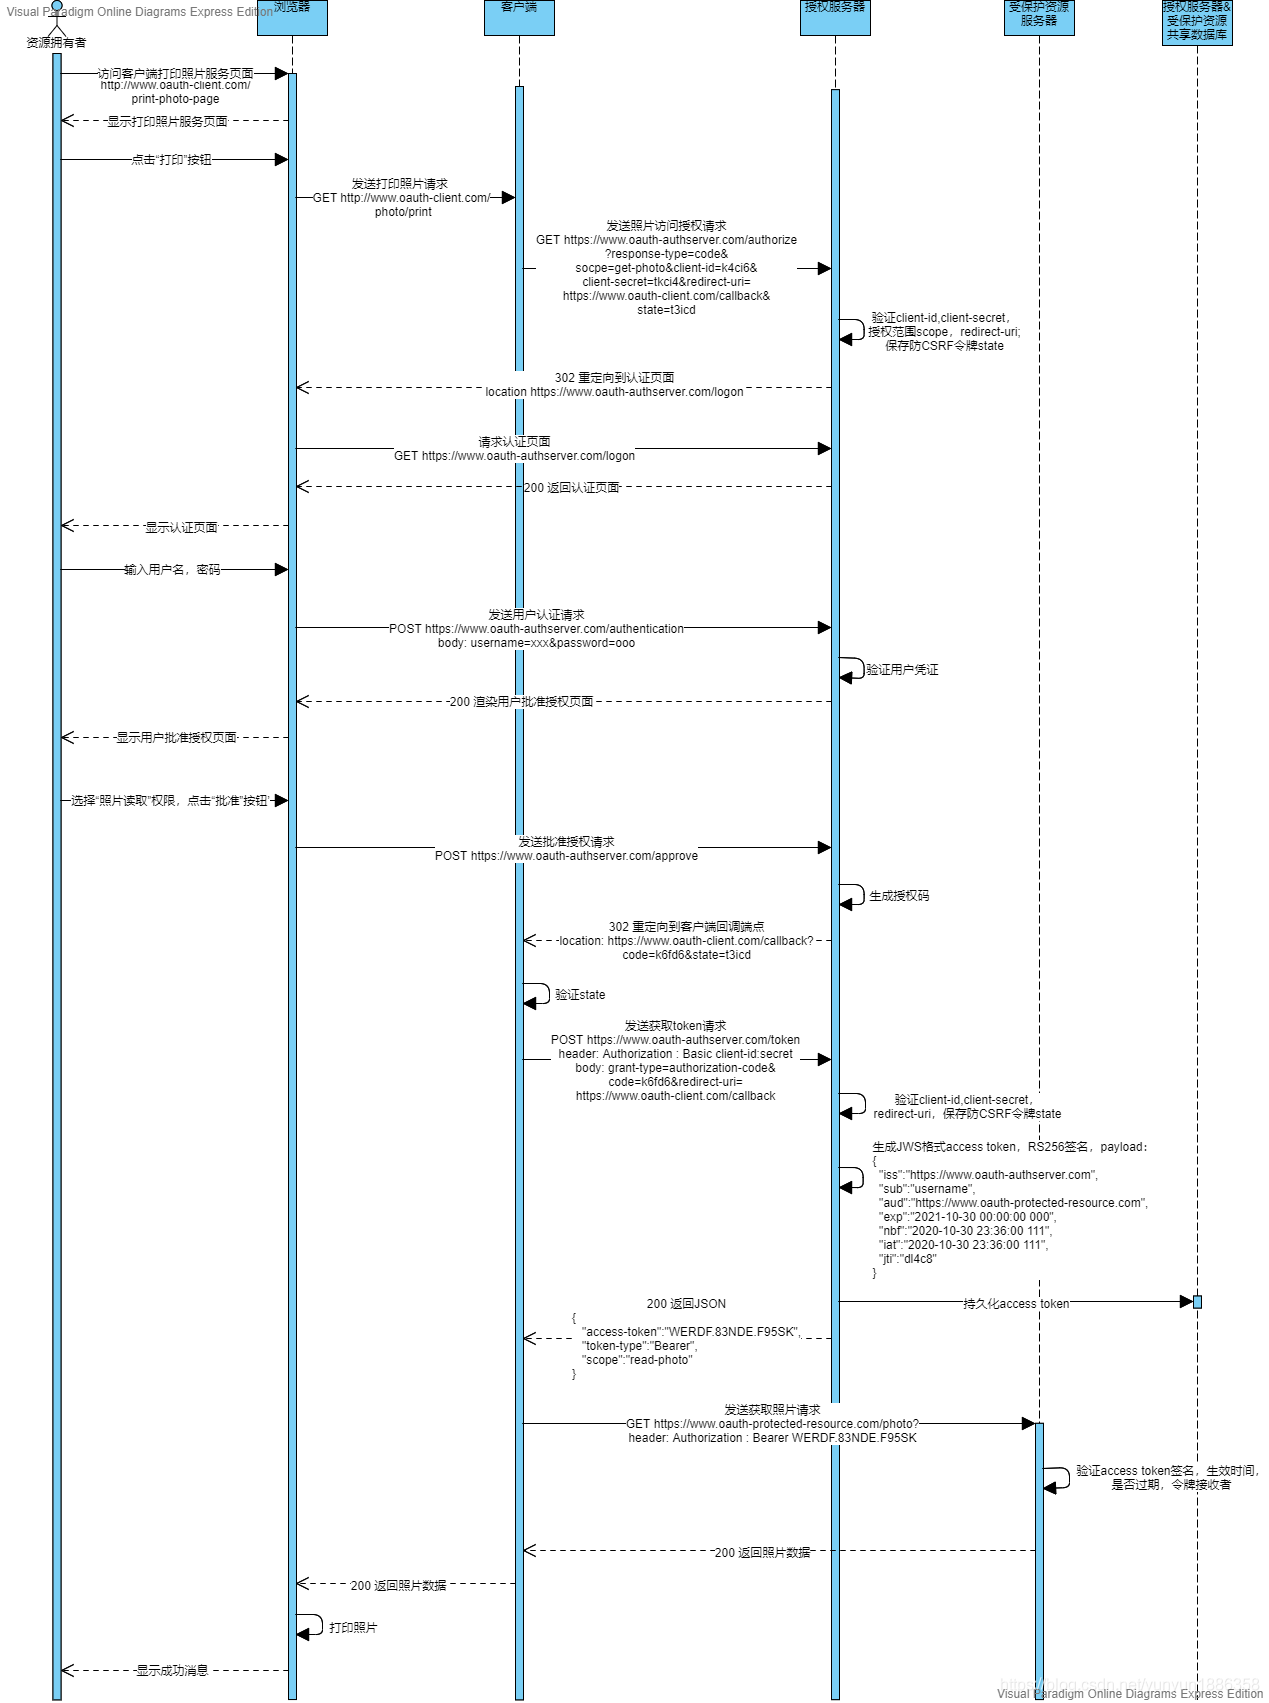 Visual Paradigm Online Diagrams Express Edition
资源拥有者
浏览器
客户端
授权服务器
受保护资源
服务器
授权服务器&
受保护资源
共享数据库
访问客户端打印照片服务页面
http://www.oauth-client.com/
print-photo-page
显示打印照片服务页面
点击“打印”按钮
发送打印照片请求
GET http://www.oauth-client.com/
photo/print
发送照片访问授权请求
GET https://www.oauth-authserver.com/authorize
?response-type=code&
socpe=get-photo&client-id=k4ci6&
client-secret=tkci4&redirect-uri=
https://www.oauth-client.com/callback&
state=t3icd
验证client-id,client-secret，
授权范围scope，redirect-uri;
保存防CSRF令牌state
302 重定向到认证页面
location https://www.oauth-authserver.com/logon
请求认证页面
GET https://www.oauth-authserver.com/logon
200 返回认证页面
显示认证页面
输入用户名，密码
发送用户认证请求
POST https://www.oauth-authserver.com/authentication
body: username=xxx&password=ooo
验证用户凭证
200 渲染用户批准授权页面
显示用户批准授权页面
选择“照片读取”权限，点击“批准”按钮
发送批准授权请求
POST https://www.oauth-authserver.com/approve
生成授权码
302 重定向到客户端回调端点
location: https://www.oauth-client.com/callback?
code=k6fd6&state=t3icd
验证state
发送获取token请求
POST https://www.oauth-authserver.com/token
header: Authorization : Basic client-id:secret
body: grant-type=authorization-code&
code=k6fd6&redirect-uri=
https://www.oauth-client.com/callback
验证client-id,client-secret，
redirect-uri，保存防CSRF令牌state
生成JWS格式access token，RS256签名，payload：
{
"iss":"https://www.oauth-authserver.com",
"sub":"username",
"aud":"https://www.oauth-protected-resource.com",
"exp":"2021-10-30 00:00:00 000",
"nbf":"2020-10-30 23:36:00 111",
"iat":"2020-10-30 23:36:00 111",
"jti":"dl4c8"
}
持久化access token
200 返回JSON
{
"access-token":"WERDF.83NDE.F95SK",
"token-type":"Bearer",
"scope":"read-photo"
}
发送获取照片请求
GET https://www.oauth-protected-resource.com/photo?
header: Authorization : Bearer WERDF.83NDE.F95SK
验证access token签名，生效时间，
是否过期，令牌接收者
200 返回照片数据
200 返回照片数据
打印照片
显示成功消息
Visual Paradigm Online Diagrams Express Edition